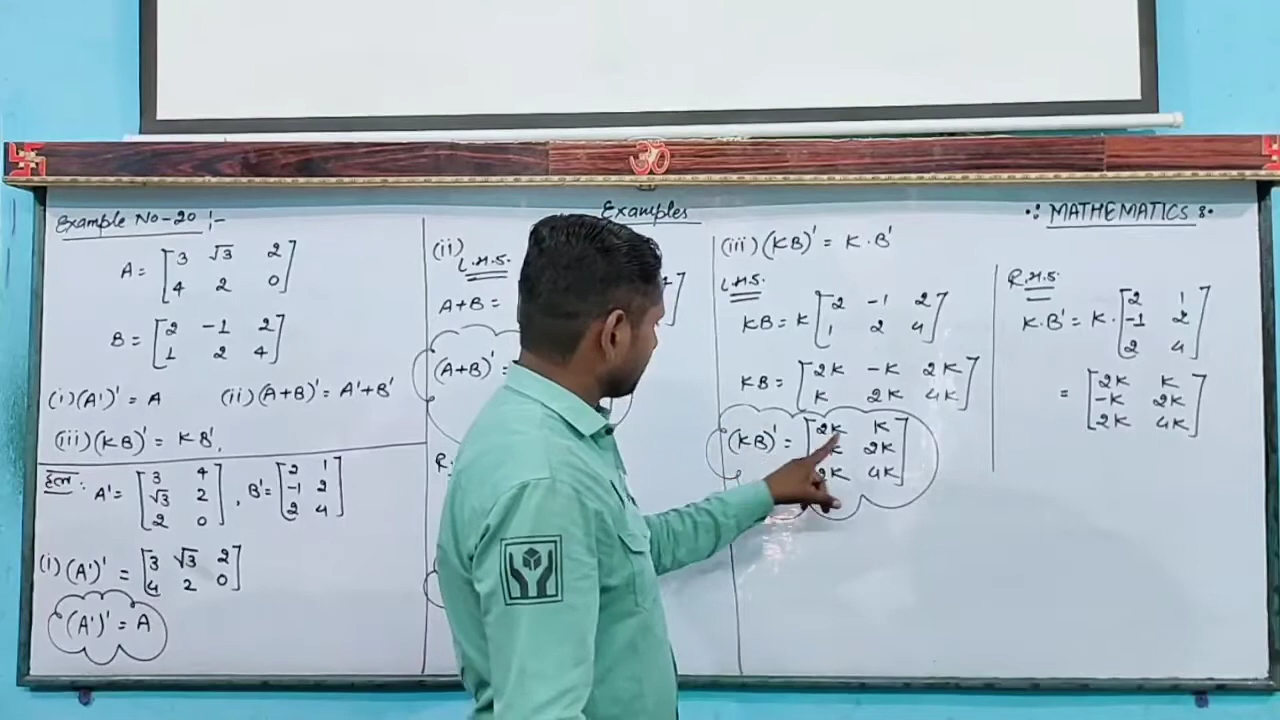 Examples
∴ MATHEMATICS 8.
Example No-20 :-
A = [3 √3 2
4 2 0]
B = [2 -1 2
1 2 4]
(i) (A')' = A (ii) (A+B)' = A'+B'
(iii) (KB)' = KB'.
हल :- A' = [3 4
√3 2
2 0] , B' = [2 1
-1 2
2 4]
(i) (A')' = [3 √3 2
4 2 0]
(A')' = A
(ii)
L.H.S.
A+B =
(A+B)' =
(iii) (KB)' = K.B'
L.H.S.
KB = K [2 -1 2
1 2 4]
KB = [2K -K 2K
K 2K 4K]
(KB)' = [2K K
K 2K
2K 4K]
R.H.S.
K.B' = K. [2 1
-1 2
2 4]
= [2K K
-K 2K
2K 4K]